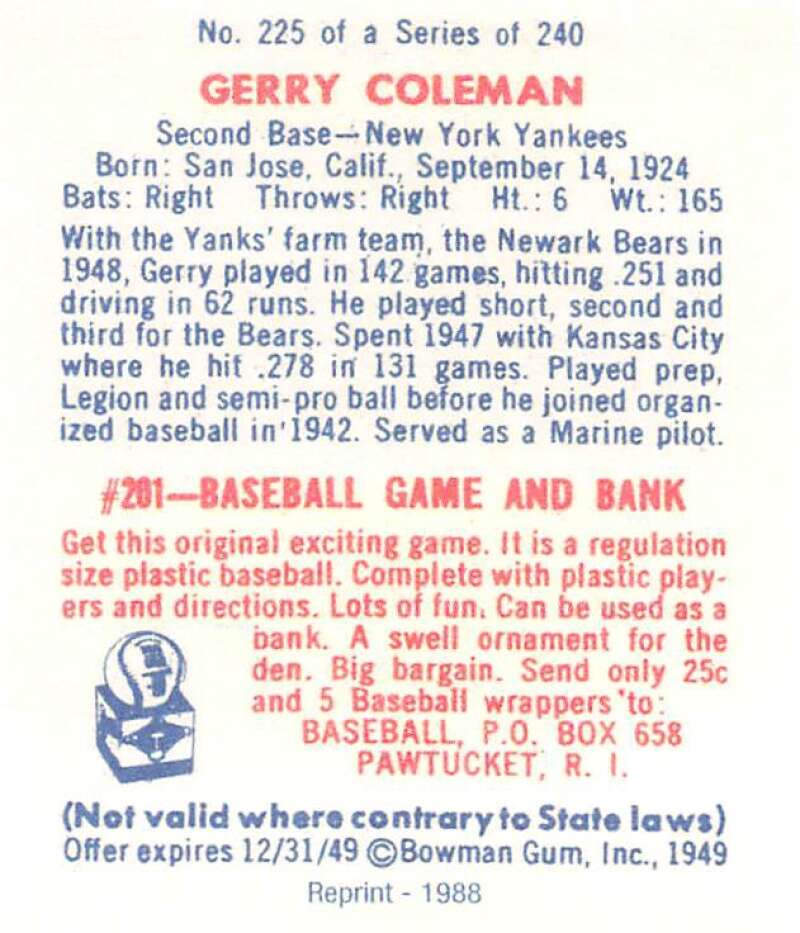 No. 225 of a Series of 240
GERRY COLEMAN
Second Base—New York Yankees
Born: San Jose, Calif., September 14, 1924
Bats: Right Throws: Right Ht.: 6 Wt.: 165
With the Yanks' farm team, the Newark Bears in
1948, Gerry played in 142 games, hitting .251 and
driving in 62 runs. He played short, second and
third for the Bears. Spent 1947 with Kansas City
where he hit .278 in 131 games. Played prep,
Legion and semi-pro ball before he joined organ-
ized baseball in 1942. Served as a Marine pilot.
#201—BASEBALL GAME AND BANK
Get this original exciting game. It is a regulation
size plastic baseball. Complete with plastic play-
ers and directions. Lots of fun. Can be used as a
bank. A swell ornament for the
den. Big bargain. Send only 25c
and 5 Baseball wrappers to:
BASEBALL, P.O. BOX 658
PAWTUCKET, R. I.
(Not valid where contrary to State laws)
Offer expires 12/31/49 ©Bowman Gum, Inc., 1949
Reprint - 1988